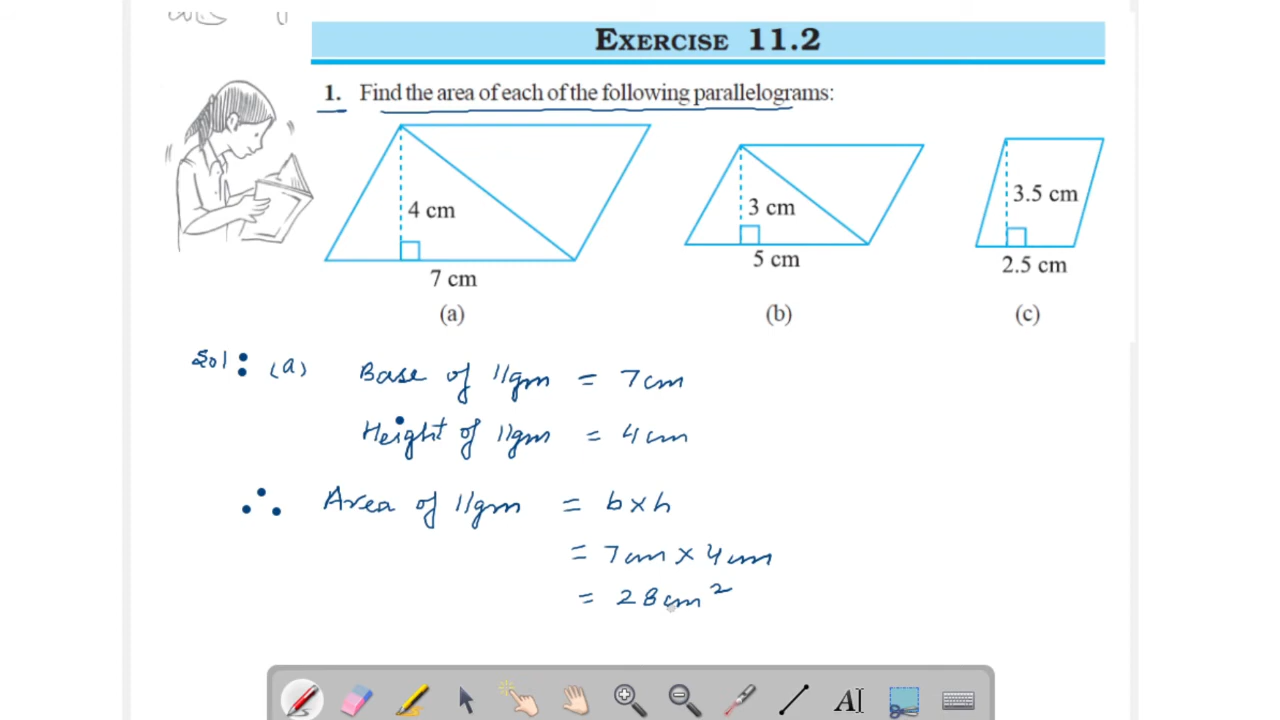 EXERCISE 11.2
1. Find the area of each of the following parallelograms:
4 cm
7 cm
(a)
3 cm
5 cm
(b)
3.5 cm
2.5 cm
(c)
Sol: (a) Base of ||gm = 7cm
Height of ||gm = 4cm
∴ Area of ||gm = b×h
= 7cm × 4cm
= 28cm²
AI